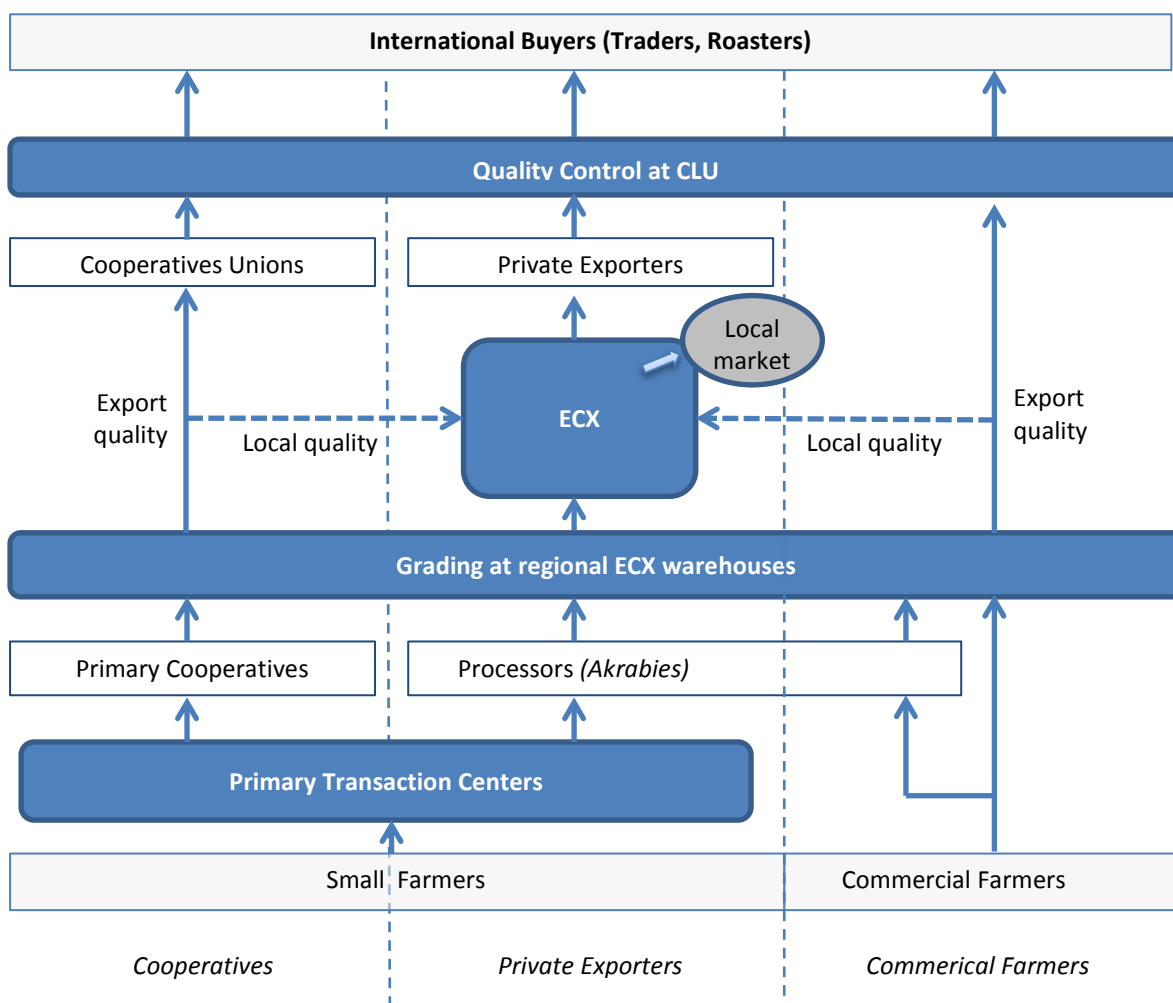 International Buyers (Traders, Roasters)
Quality Control at CLU
Cooperatives Unions
Private Exporters
Local
market
Export
quality
ECX
Export
quality
Local quality
Local quality
Grading at regional ECX warehouses
Primary Cooperatives
Processors (Akrabies)
Primary Transaction Centers
Small Farmers
Commercial Farmers
Cooperatives
Private Exporters
Commerical Farmers